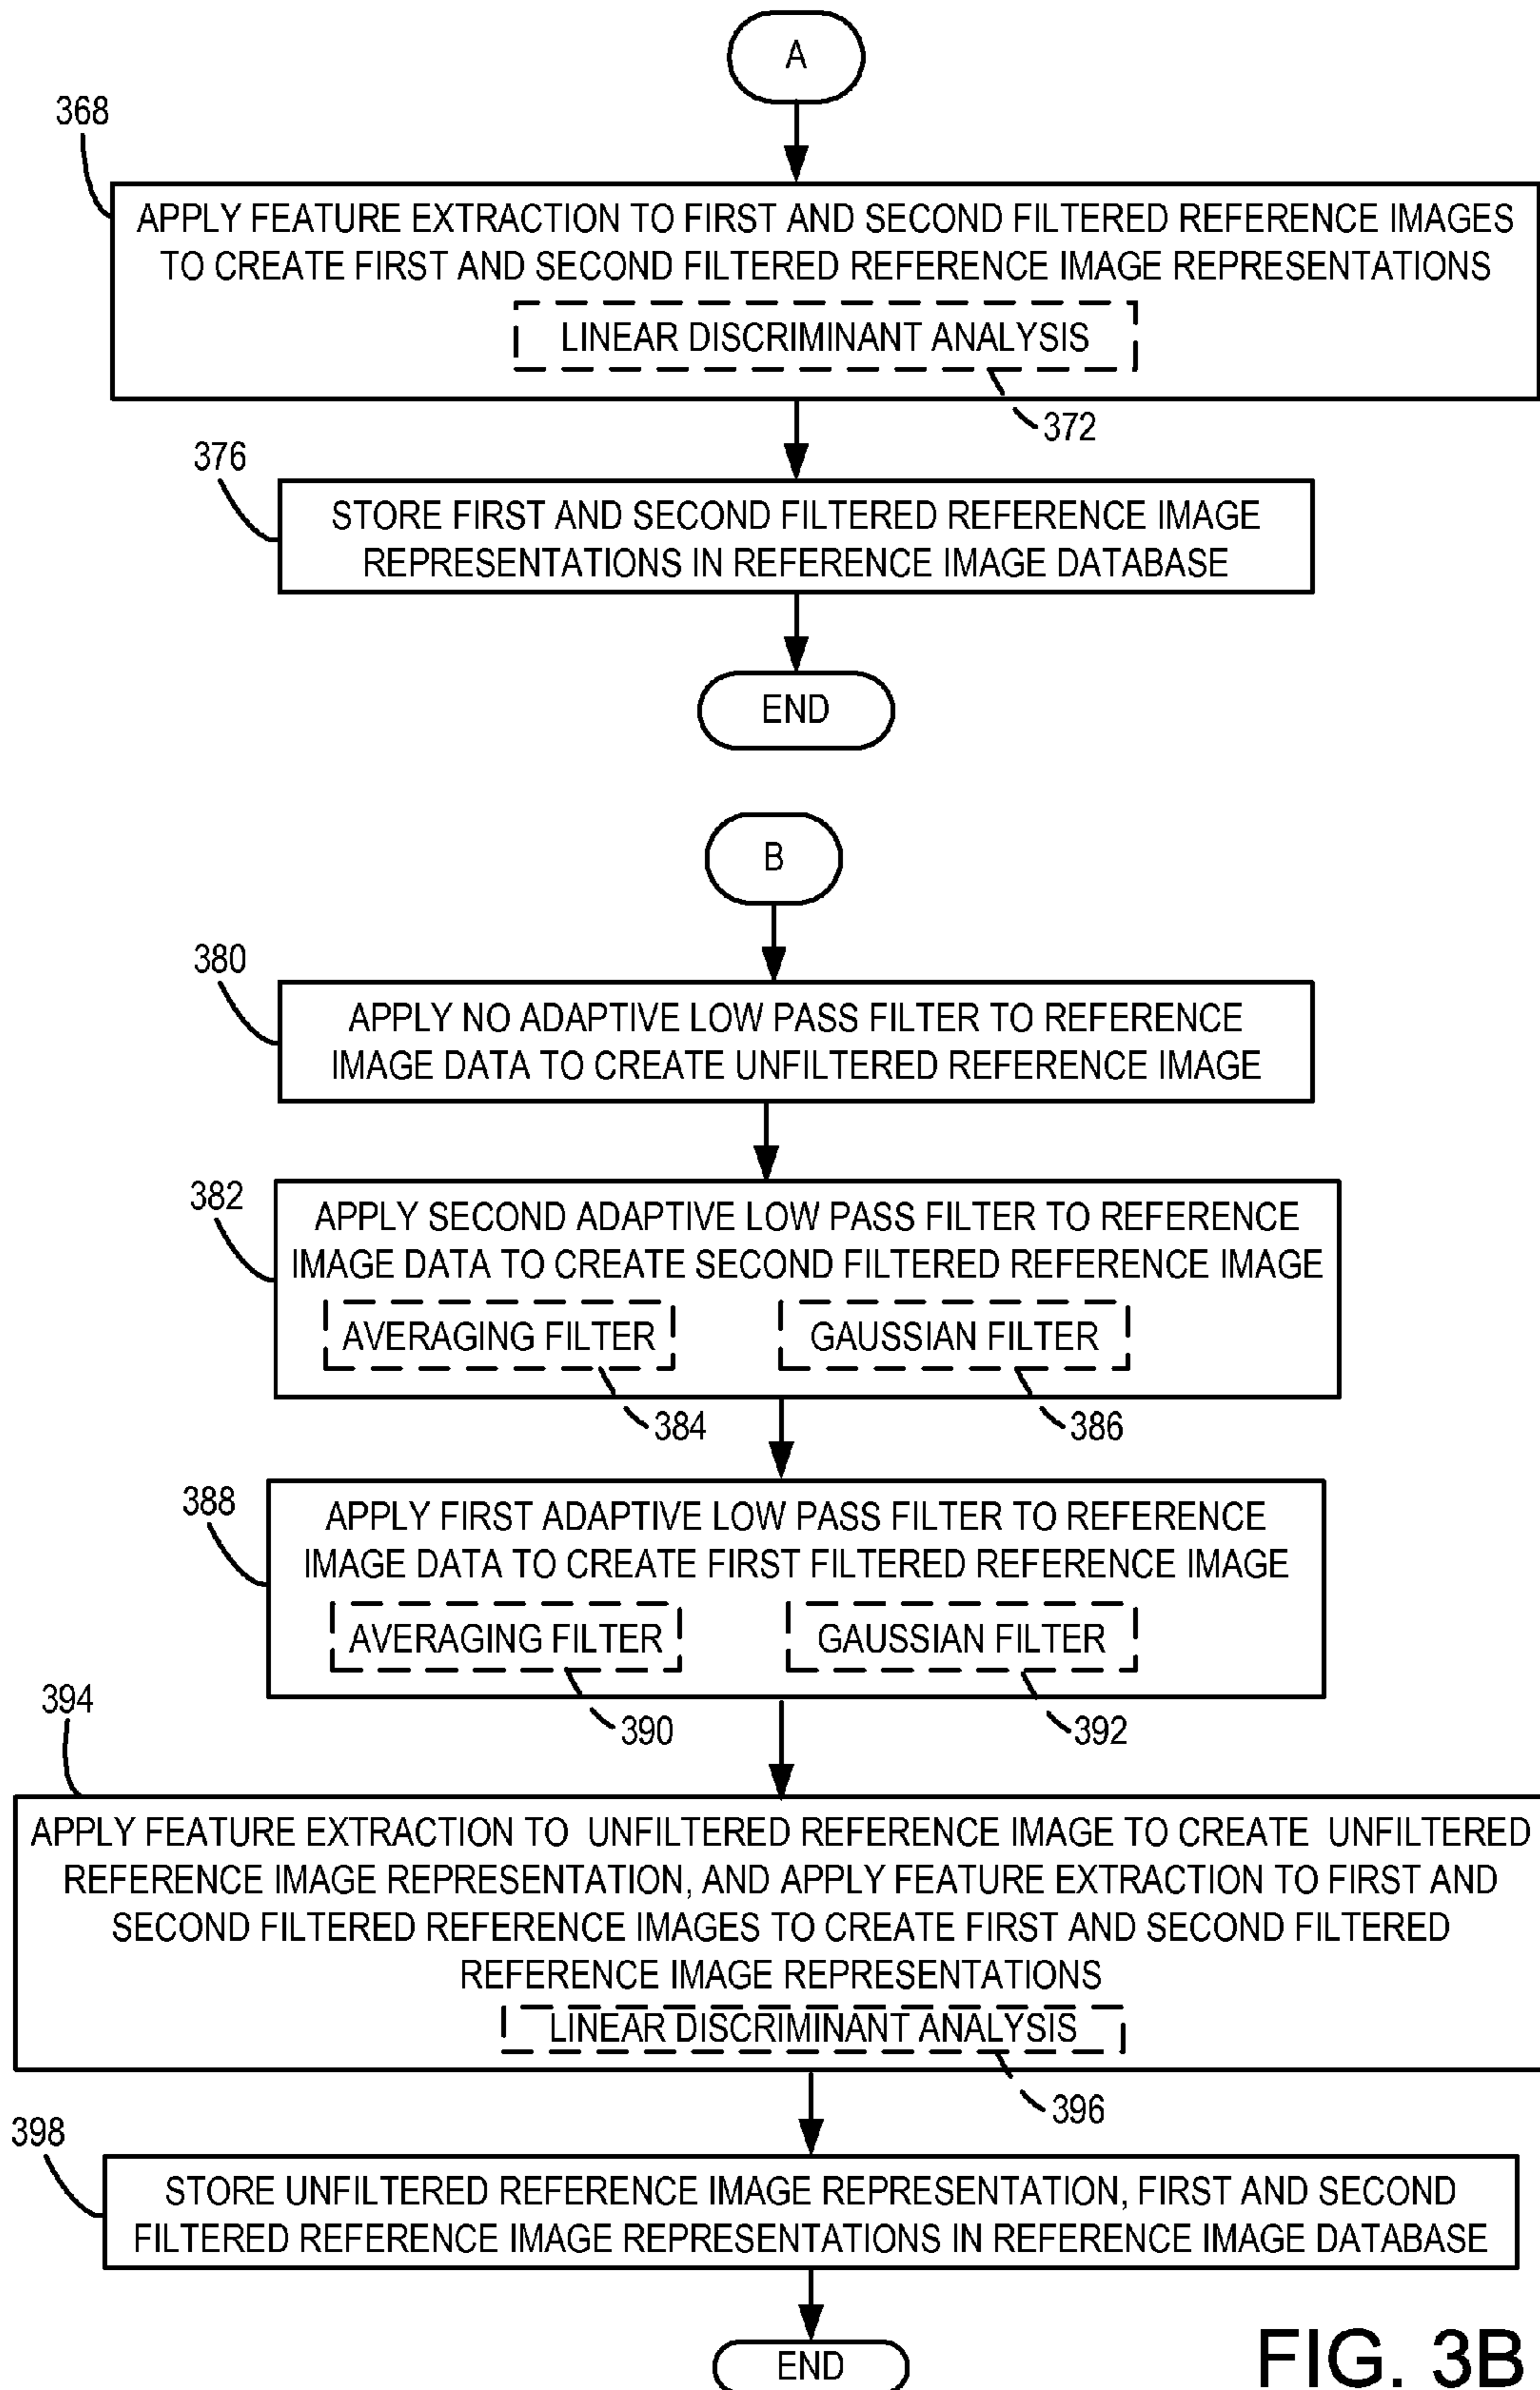 A
368
APPLY FEATURE EXTRACTION TO FIRST AND SECOND FILTERED REFERENCE IMAGES
TO CREATE FIRST AND SECOND FILTERED REFERENCE IMAGE REPRESENTATIONS
LINEAR DISCRIMINANT ANALYSIS
372
376
STORE FIRST AND SECOND FILTERED REFERENCE IMAGE
REPRESENTATIONS IN REFERENCE IMAGE DATABASE
END
B
380
APPLY NO ADAPTIVE LOW PASS FILTER TO REFERENCE
IMAGE DATA TO CREATE UNFILTERED REFERENCE IMAGE
382
APPLY SECOND ADAPTIVE LOW PASS FILTER TO REFERENCE
IMAGE DATA TO CREATE SECOND FILTERED REFERENCE IMAGE
AVERAGING FILTER GAUSSIAN FILTER
384 386
388
APPLY FIRST ADAPTIVE LOW PASS FILTER TO REFERENCE
IMAGE DATA TO CREATE FIRST FILTERED REFERENCE IMAGE
AVERAGING FILTER GAUSSIAN FILTER
390 392
394
APPLY FEATURE EXTRACTION TO UNFILTERED REFERENCE IMAGE TO CREATE UNFILTERED
REFERENCE IMAGE REPRESENTATION, AND APPLY FEATURE EXTRACTION TO FIRST AND
SECOND FILTERED REFERENCE IMAGES TO CREATE FIRST AND SECOND FILTERED
REFERENCE IMAGE REPRESENTATIONS
LINEAR DISCRIMINANT ANALYSIS
396
398
STORE UNFILTERED REFERENCE IMAGE REPRESENTATION, FIRST AND SECOND
FILTERED REFERENCE IMAGE REPRESENTATIONS IN REFERENCE IMAGE DATABASE
END
FIG. 3B